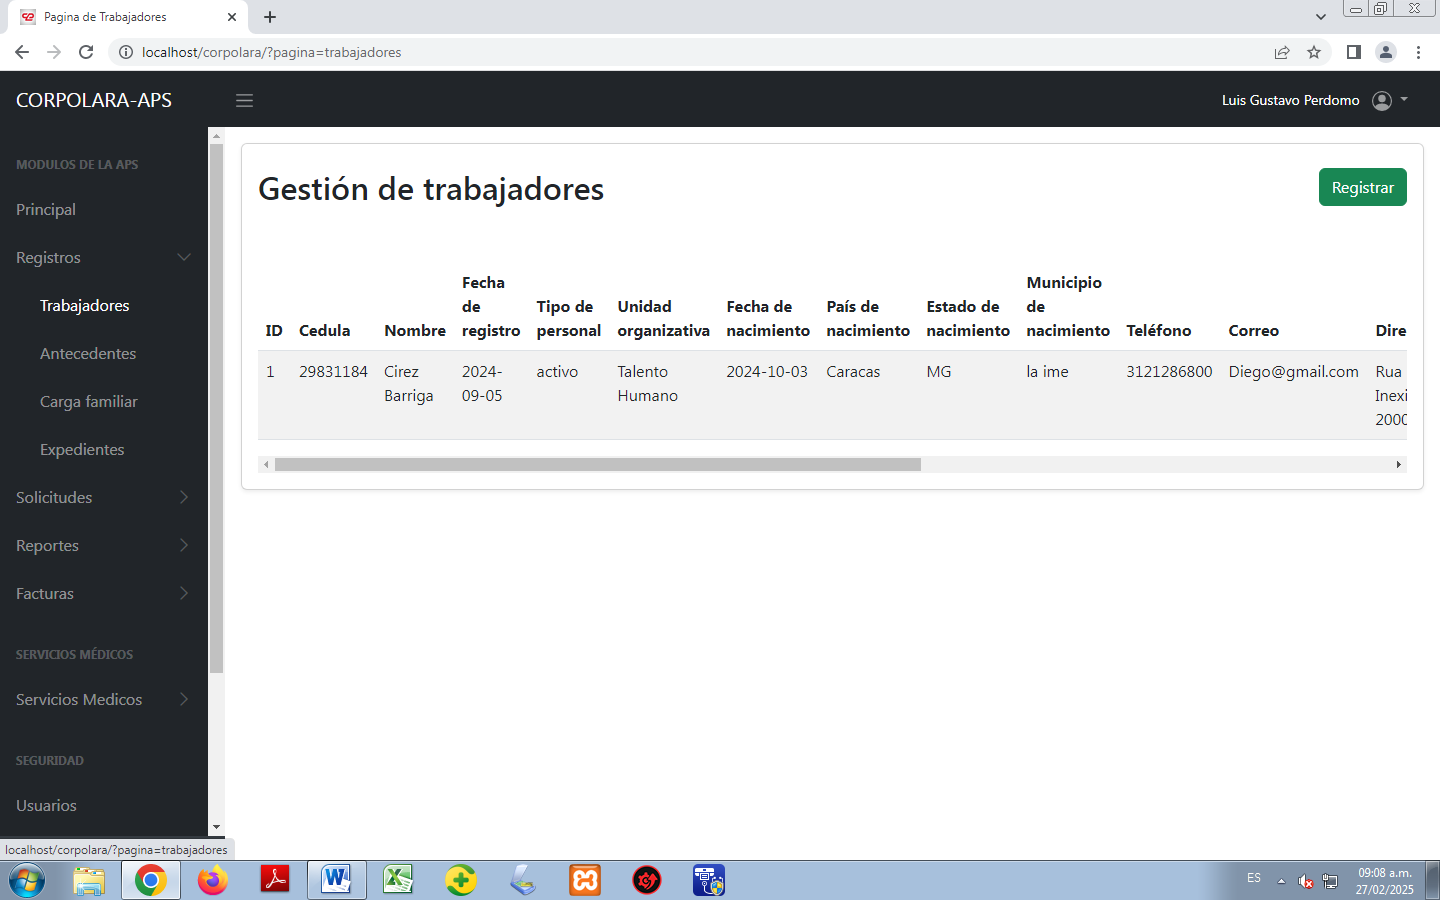 Pagina de Trabajadores
localhost/corpolara/?pagina=trabajadores
CORPOLARA-APS
Luis Gustavo Perdomo
MODULOS DE LA APS
Principal
Registros
Trabajadores
Antecedentes
Carga familiar
Expedientes
Solicitudes
Reportes
Facturas
SERVICIOS MÉDICOS
Servicios Medicos
SEGURIDAD
Usuarios
Gestión de trabajadores
Registrar
ID Cedula Nombre Fecha de registro Tipo de personal Unidad organizativa Fecha de nacimiento País de nacimiento Estado de nacimiento Municipio de nacimiento Teléfono Correo Dire
1 29831184 Cirez Barriga 2024-09-05 activo Talento Humano 2024-10-03 Caracas MG la ime 3121286800 Diego@gmail.com Rua Inexi 2000
localhost/corpolara/?pagina=trabajadores
ES
09:08 a.m.
27/02/2025